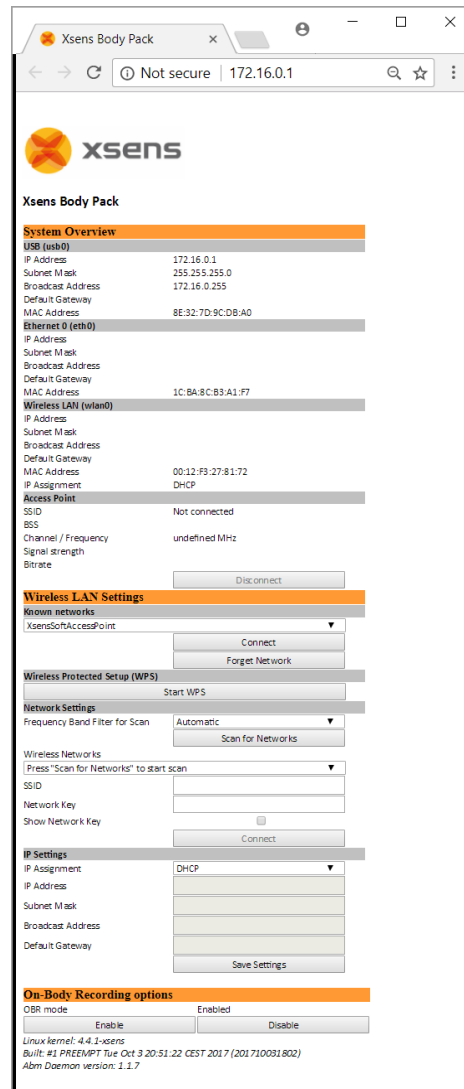 Xsens Body Pack
Not secure 172.16.0.1
xsens
Xsens Body Pack
System Overview
USB (usb0)
IP Address 172.16.0.1
Subnet Mask 255.255.255.0
Broadcast Address 172.16.0.255
Default Gateway
MAC Address 8E:32:7D:9C:DB:A0
Ethernet 0 (eth0)
IP Address
Subnet Mask
Broadcast Address
Default Gateway
MAC Address 1C:BA:8C:B3:A1:F7
Wireless LAN (wlan0)
IP Address
Subnet Mask
Broadcast Address
Default Gateway
MAC Address 00:12:F3:27:81:72
IP Assignment DHCP
Access Point
SSID Not connected
BSS
Channel / Frequency undefined MHz
Signal strength
Bitrate
Disconnect
Wireless LAN Settings
Known networks
XsensSoftAccessPoint
Connect
Forget Network
Wireless Protected Setup (WPS)
Start WPS
Network Settings
Frequency Band Filter for Scan Automatic
Scan for Networks
Wireless Networks
Press "Scan for Networks" to start scan
SSID
Network Key
Show Network Key
Connect
IP Settings
IP Assignment DHCP
IP Address
Subnet Mask
Broadcast Address
Default Gateway
Save Settings
On-Body Recording options
OBR mode Enabled
Enable Disable
Linux kernel: 4.4.1-xsens
Built: #1 PREEMPT Tue Oct 3 20:51:22 CEST 2017 (201710031802)
Abm Daemon version: 1.1.7